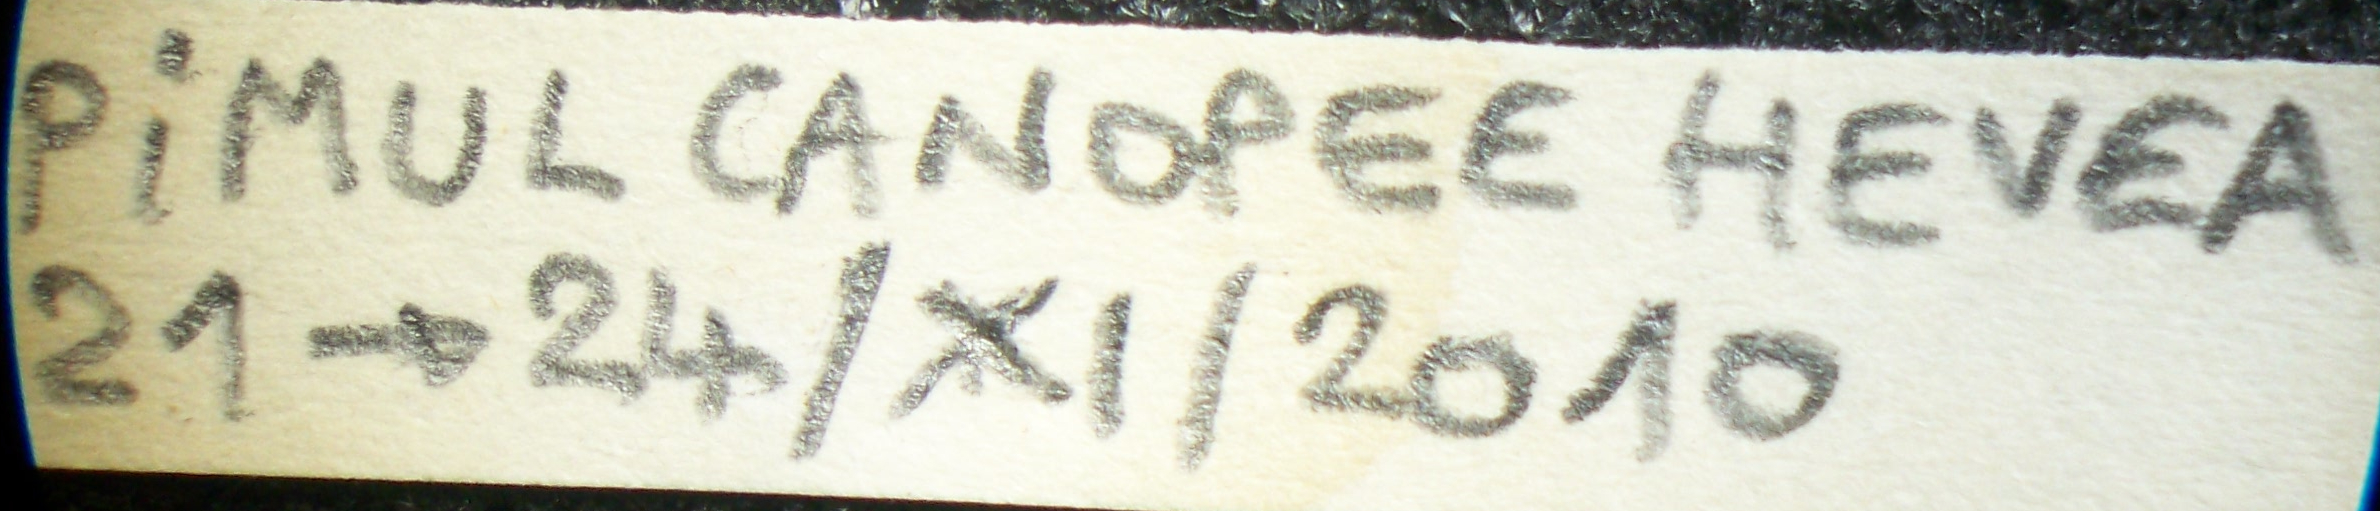 PiMUL CANOPEE HEVEA
21 → 24/XI/2010